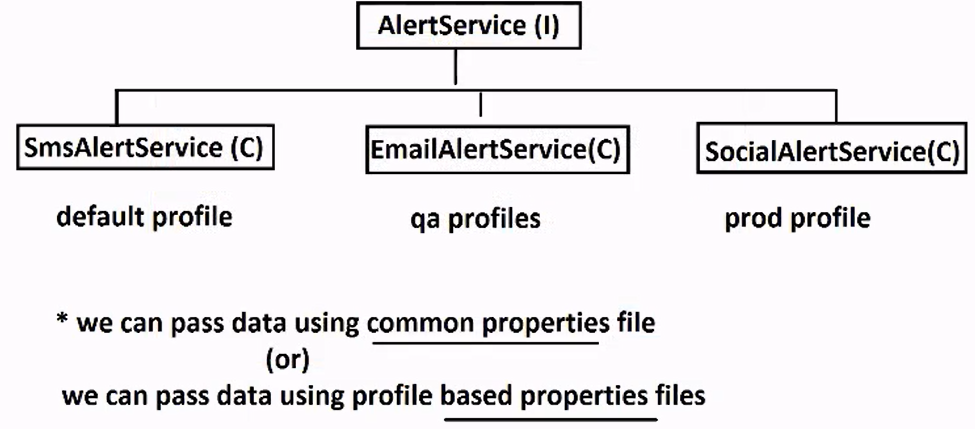 AlertService (I)
SmsAlertService (C)
EmailAlertService(C)
SocialAlertService(C)
default profile
qa profiles
prod profile
* we can pass data using common properties file
(or)
we can pass data using profile based properties files